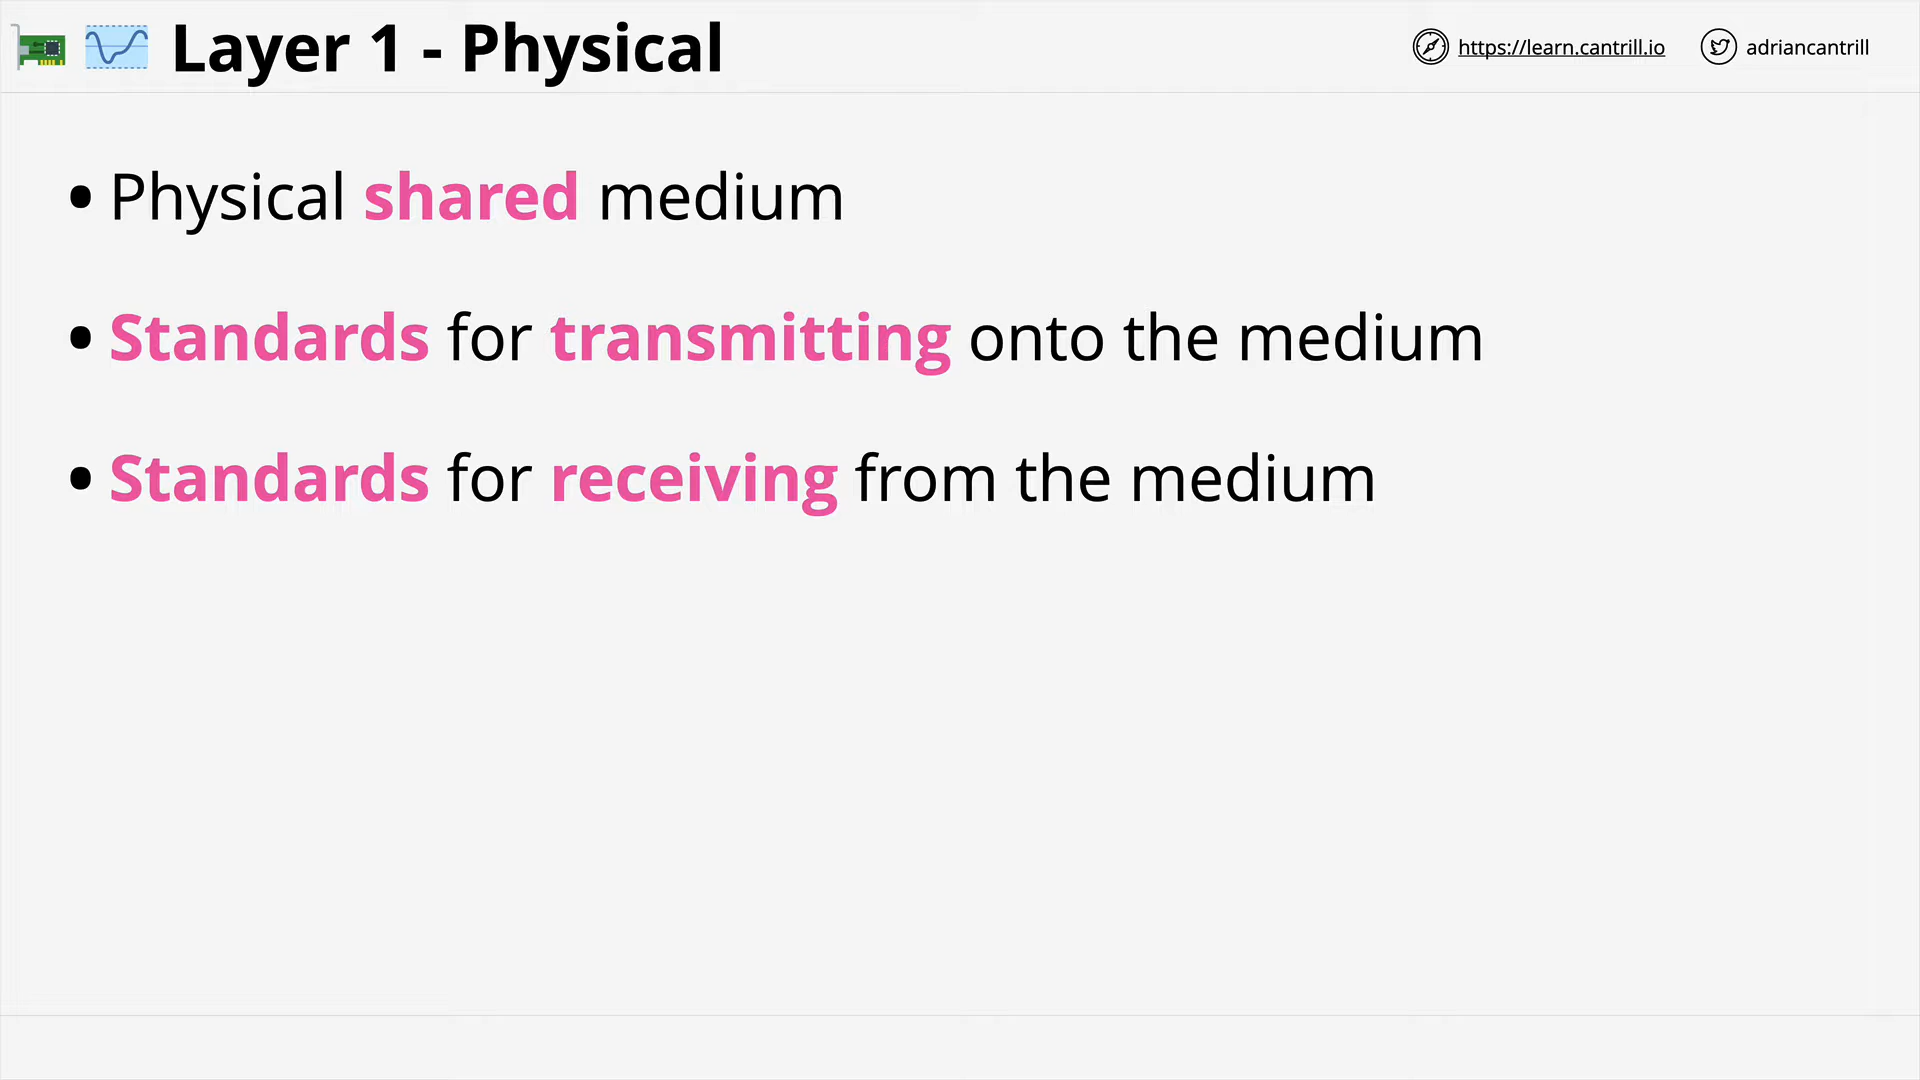 Layer 1 - Physical
https://learn.cantrill.io
adriancantrill
• Physical shared medium
• Standards for transmitting onto the medium
• Standards for receiving from the medium